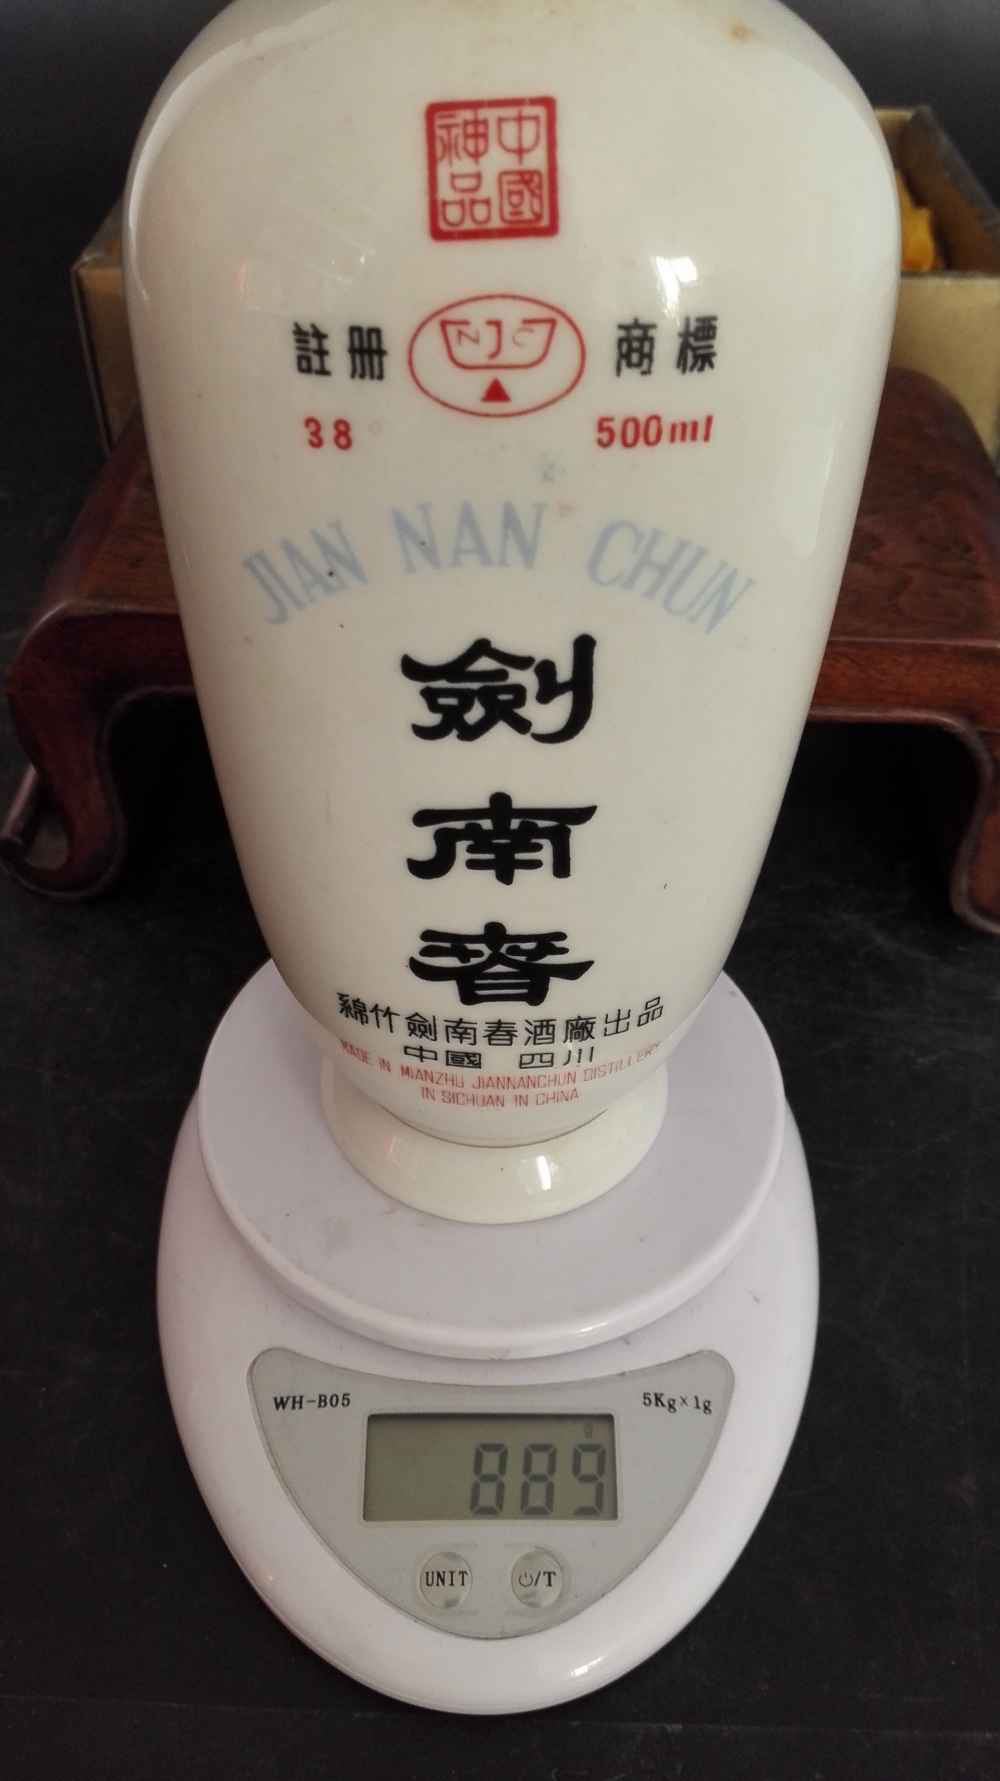 中國
神品
註册 ZJC 商標
38 500ml
JIAN NAN CHUN
劍
南
春
綿竹劍南春酒廠出品
中國 四川
MADE IN MIANZHU JIANNANCHUN DISTILLERY
IN SICHUAN IN CHINA
WH-B05 5Kg×1g
g
889
UNIT ⏻/T